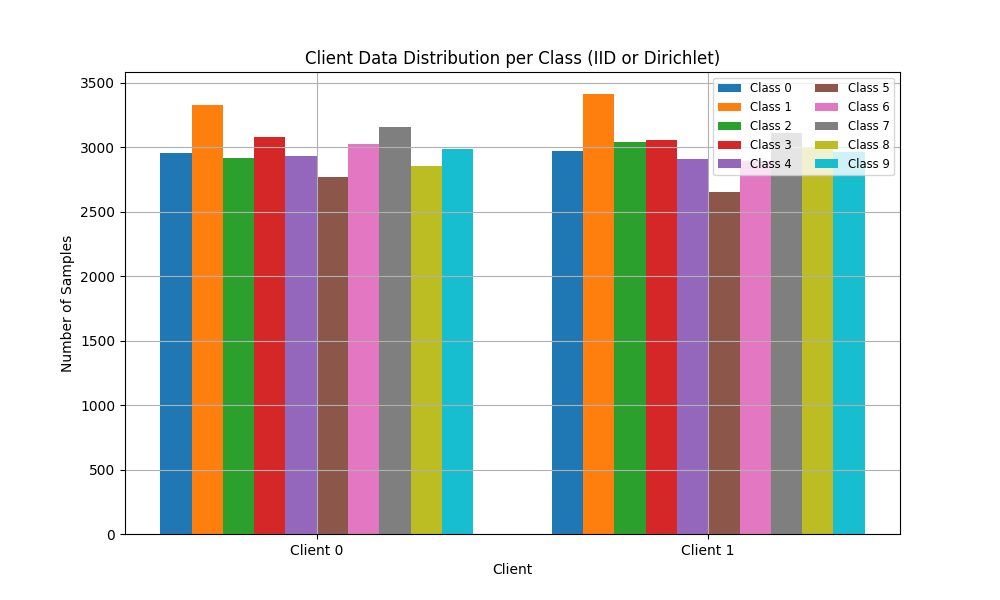 Client Data Distribution per Class (IID or Dirichlet)
Number of Samples
3500
3000
2500
2000
1500
1000
500
0
Class 0
Class 1
Class 2
Class 3
Class 4
Class 5
Class 6
Class 7
Class 8
Class 9
Client 0
Client 1
Client